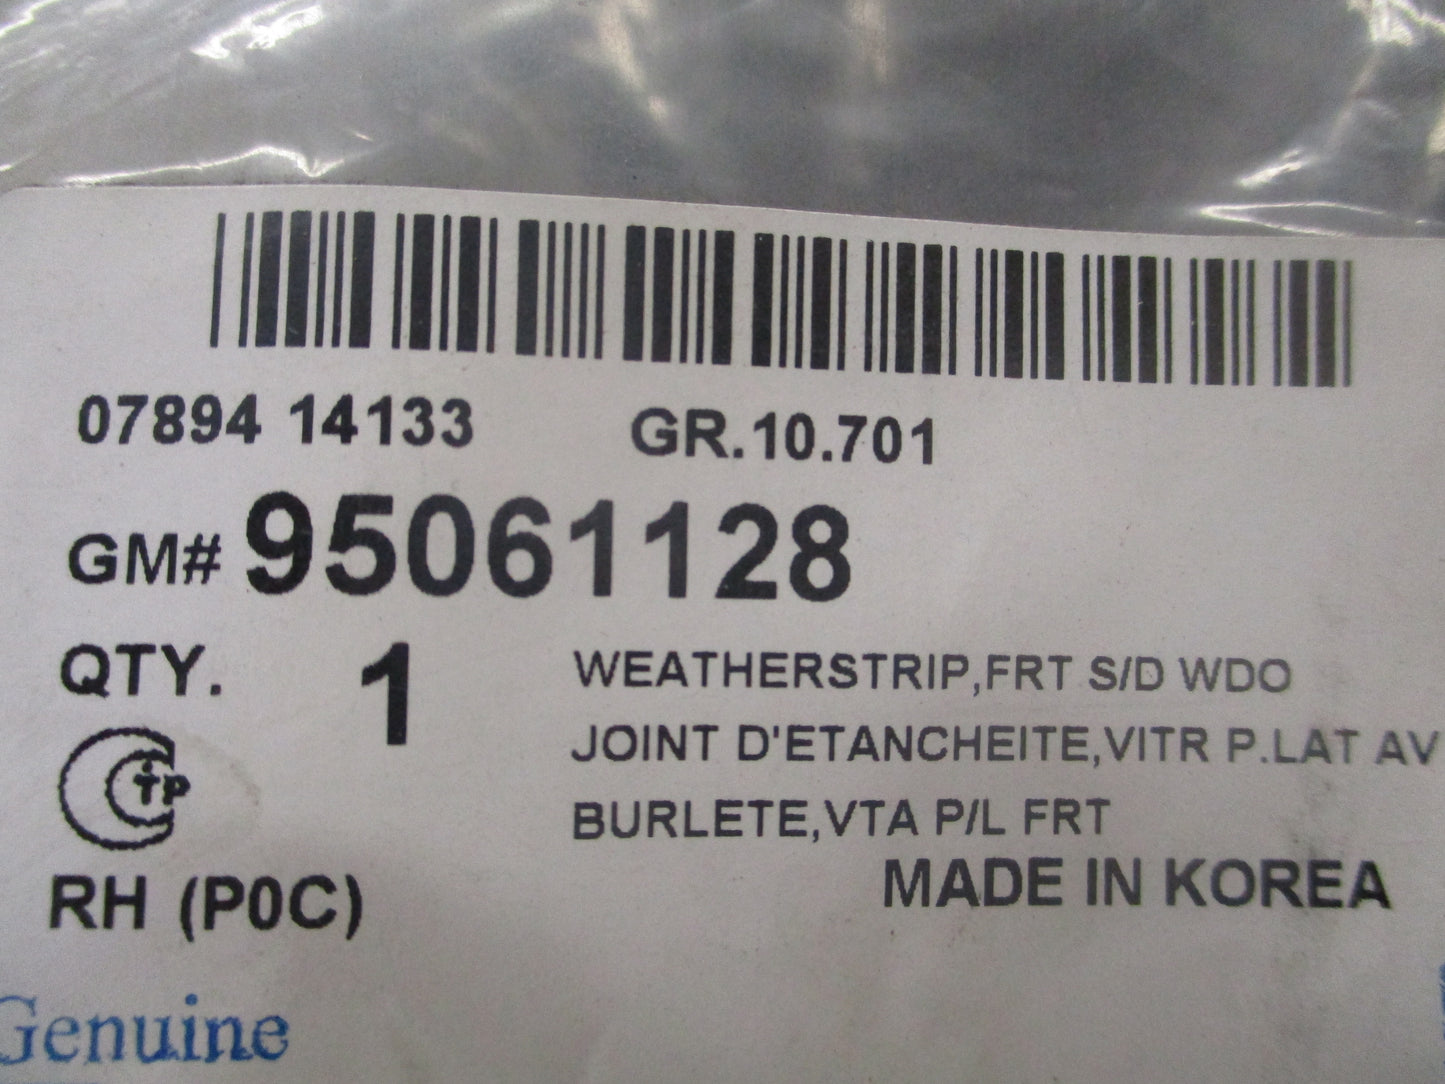 07894 14133 GR.10.701
GM# 95061128
QTY. 1
WEATHERSTRIP,FRT S/D WDO
JOINT D'ETANCHEITE,VITR P.LAT AV
BURLETE,VTA P/L FRT
MADE IN KOREA
RH (P0C)
Genuine